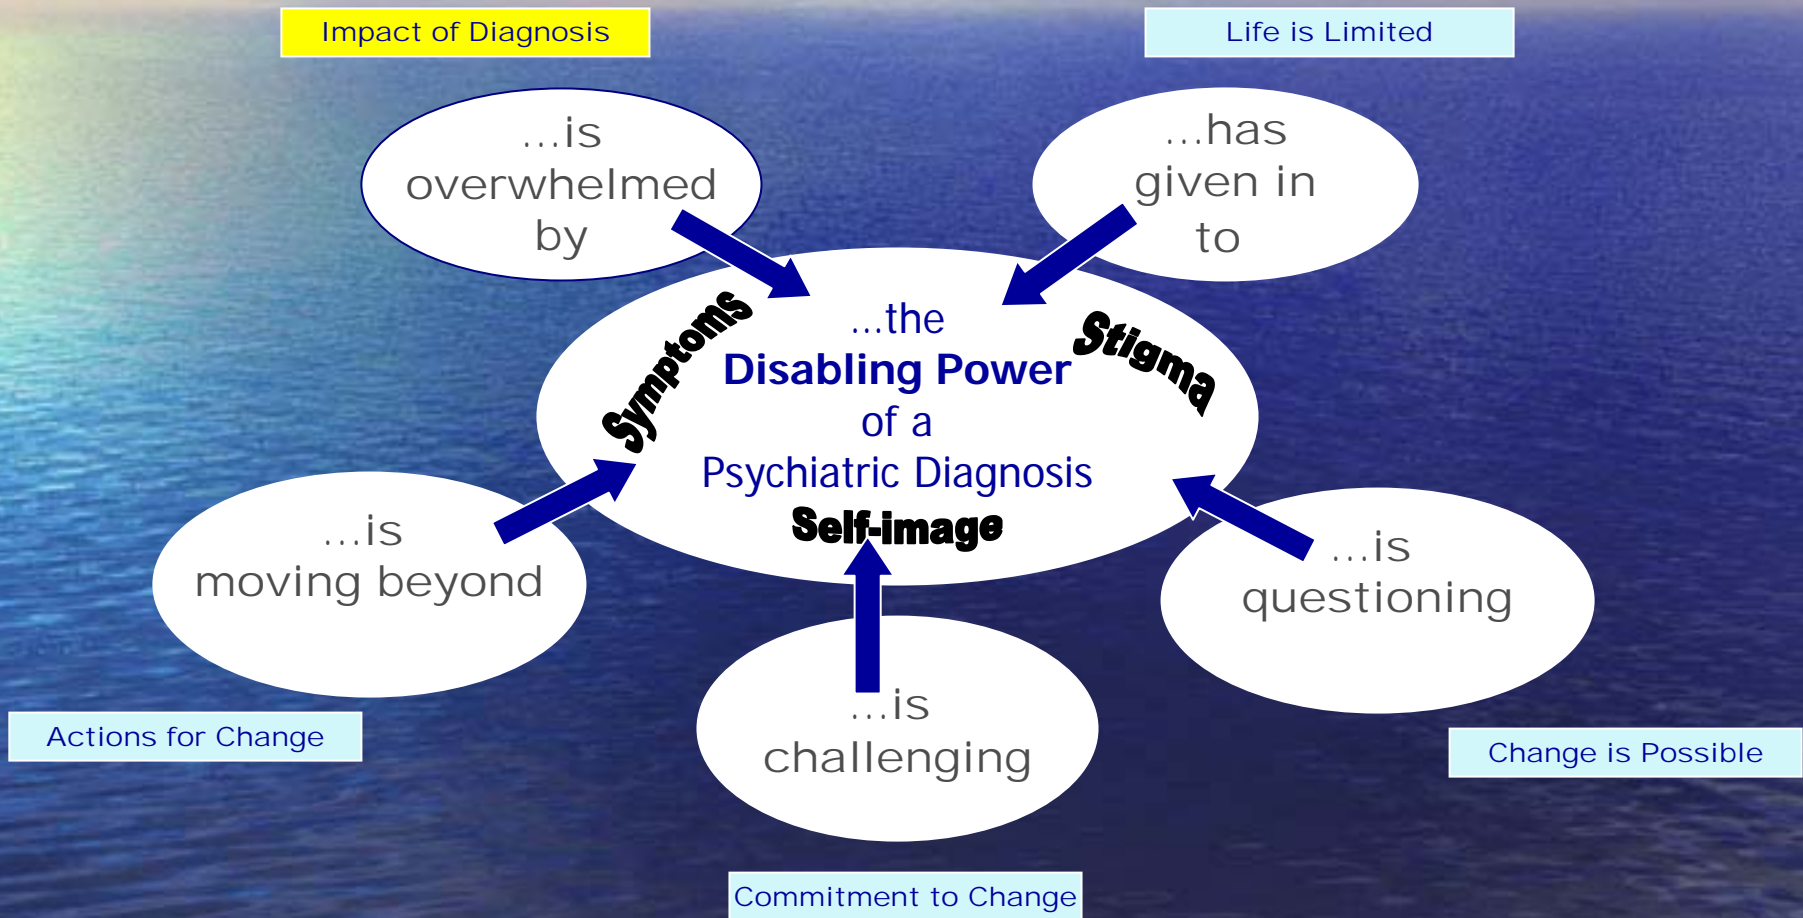 Impact of Diagnosis
Life is Limited
...is
overwhelmed
by
...has
given in
to
Symptoms
...the
Disabling Power
of a
Psychiatric Diagnosis
Stigma
Self-image
...is
moving beyond
...is
questioning
...is
challenging
Actions for Change
Change is Possible
Commitment to Change